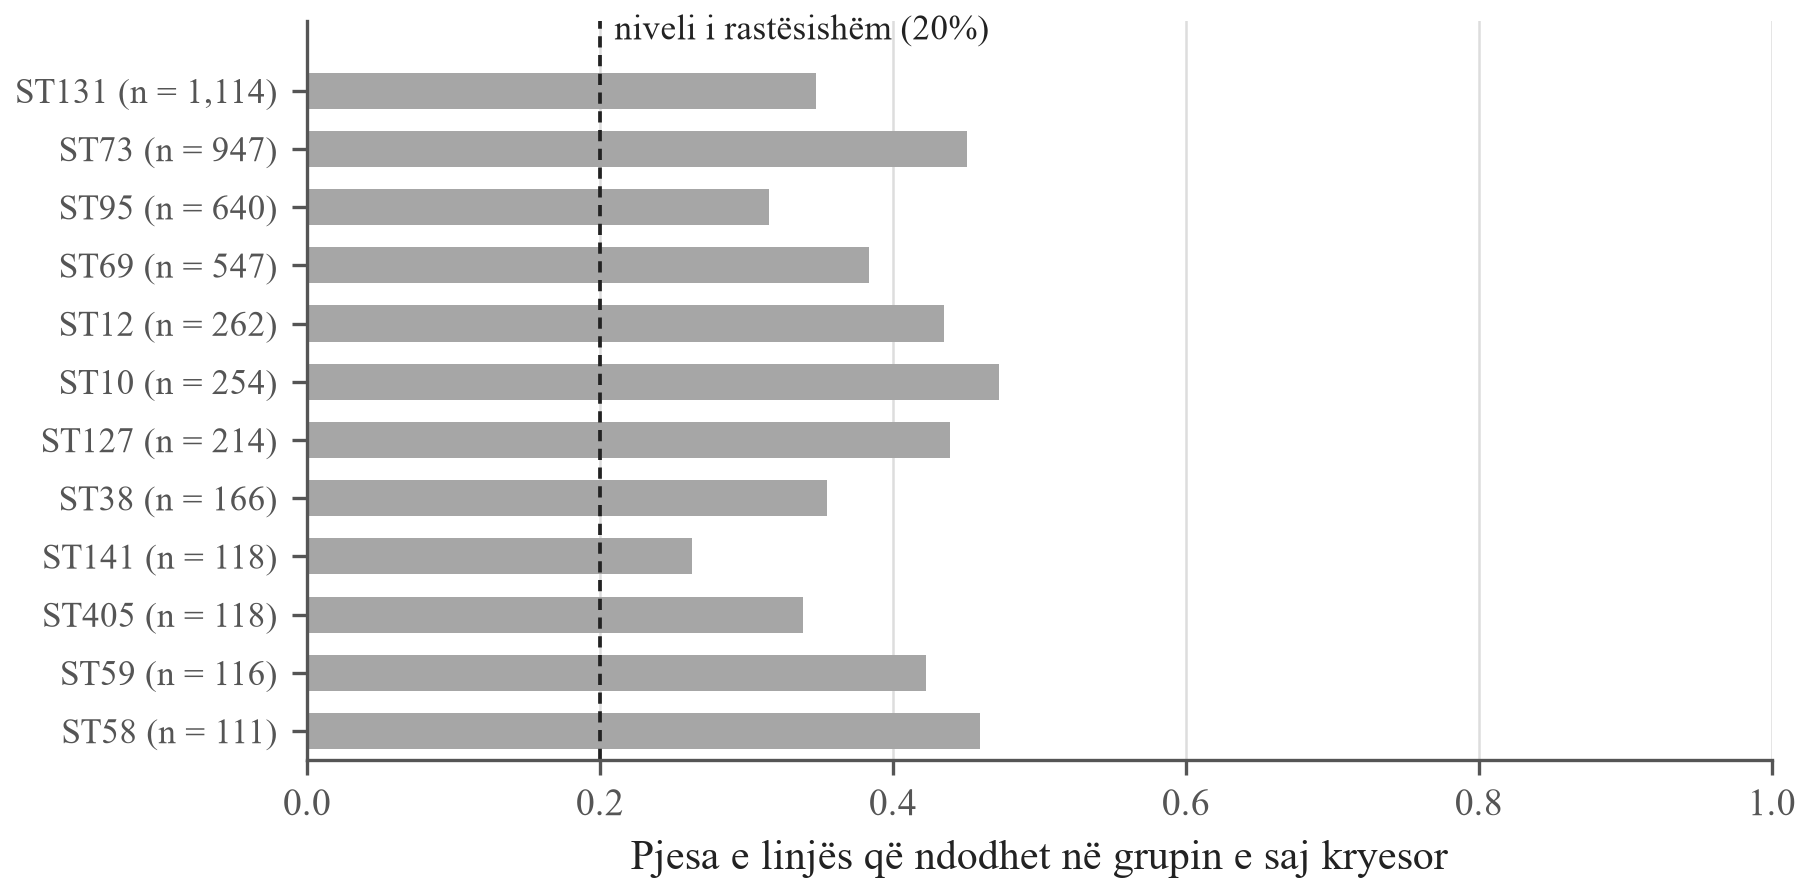 niveli i rastësishëm (20%)
ST131 (n = 1,114)
ST73 (n = 947)
ST95 (n = 640)
ST69 (n = 547)
ST12 (n = 262)
ST10 (n = 254)
ST127 (n = 214)
ST38 (n = 166)
ST141 (n = 118)
ST405 (n = 118)
ST59 (n = 116)
ST58 (n = 111)
0.0 0.2 0.4 0.6 0.8 1.0
Pjesa e linjës që ndodhet në grupin e saj kryesor